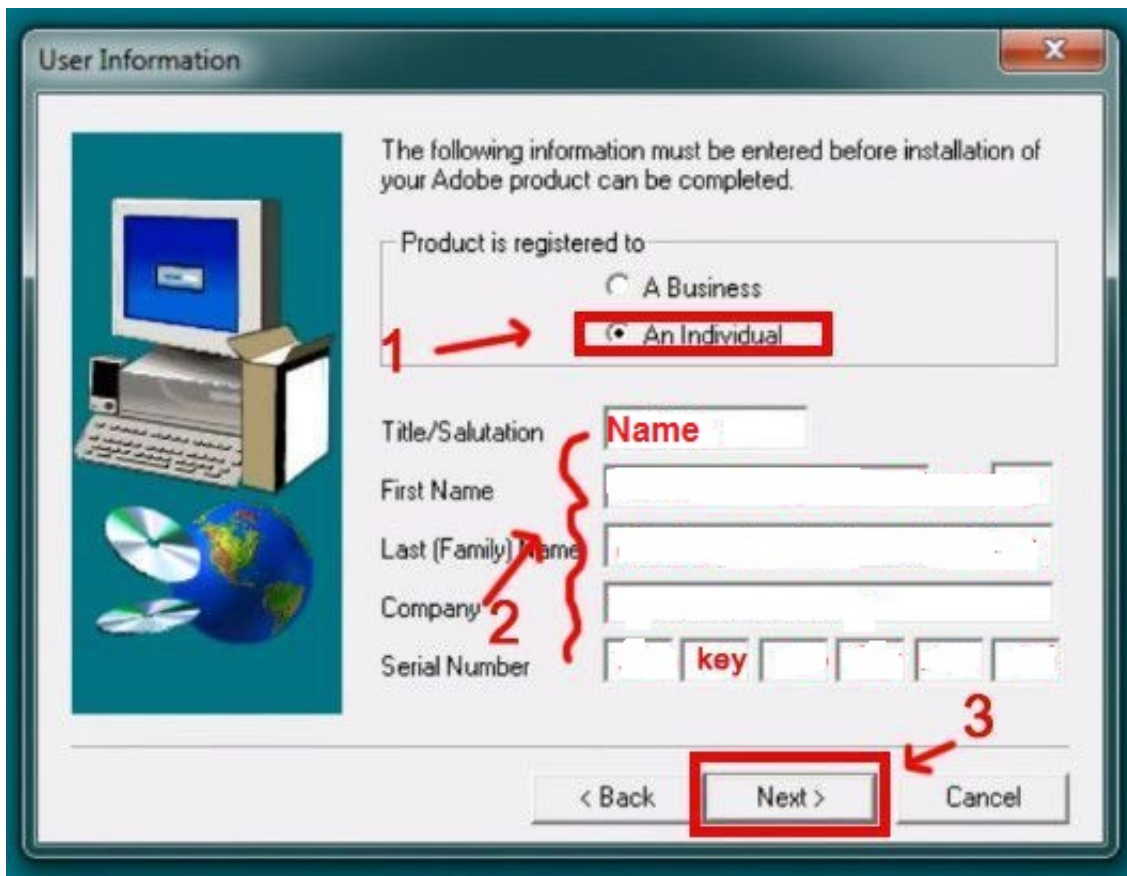 User Information
The following information must be entered before installation of
your Adobe product can be completed.
Product is registered to
A Business
1
An Individual
Title/Salutation
Name
First Name
Last (Family) Name
Company
2
Serial Number
key
3
< Back
Next >
Cancel